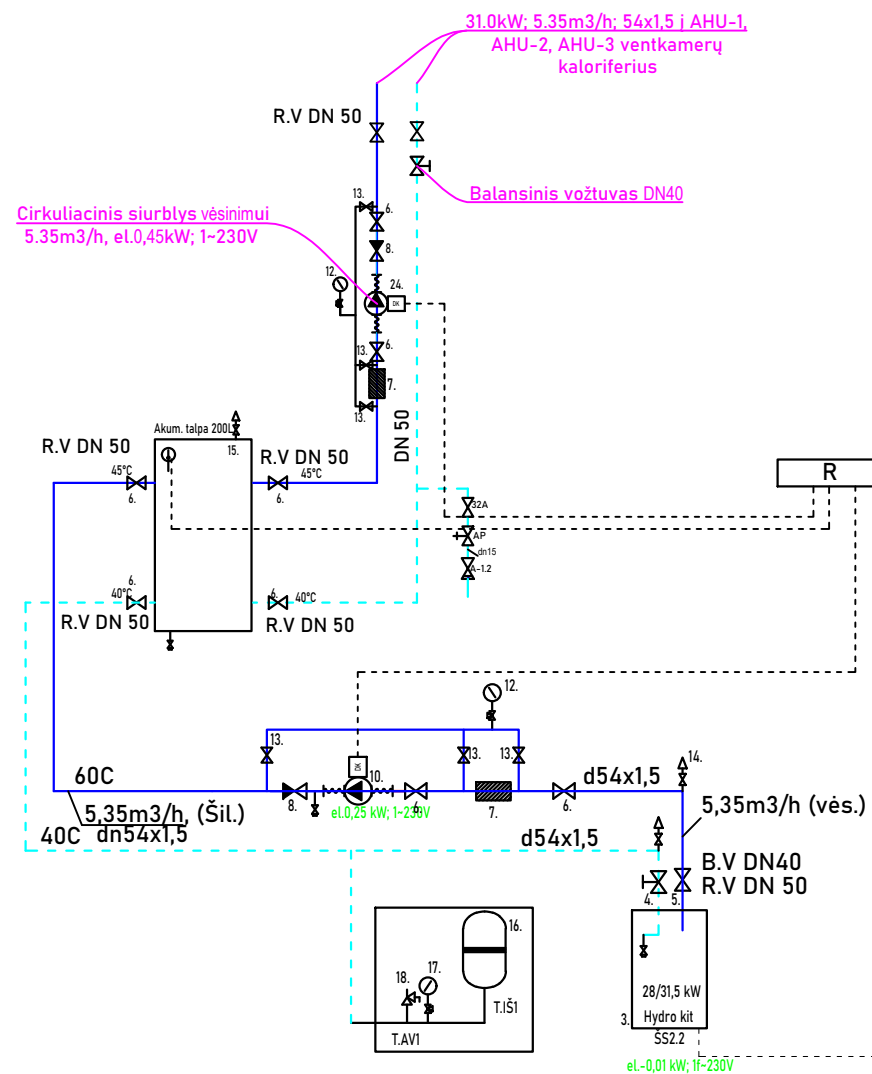 31.0kW; 5.35m3/h; 54x1,5 į AHU-1,
AHU-2, AHU-3 ventkamerų
kaloriferius
R.V DN 50
Balansinis vožtuvas DN40
13.
6.
Cirkuliacinis siurblys vėsinimui
5.35m3/h, el.0,45kW; 1~230V
8.
12.
24.
DK
13.
6.
7.
13.
DN 50
Akum. talpa 200L
15.
R.V DN 50
R.V DN 50
45°C
45°C
6.
6.
R
32A
AP
dn15
A-1.2
6.
40°C
6.
40°C
R.V DN 50
R.V DN 50
12.
13.
13.
13.
14.
60C
DK
10.
d54x1,5
8.
6.
7.
6.
el.0,25 kW; 1~230V
5,35m3/h, (Šil.)
dn54x1,5
40C
5,35m3/h (vės.)
d54x1,5
B.V DN40
R.V DN 50
4.
5.
16.
17.
18.
T.IŠ1
T.AV1
28/31,5 kW
Hydro kit
3.
ŠS2.2
el.-0,01 kW; 1f~230V